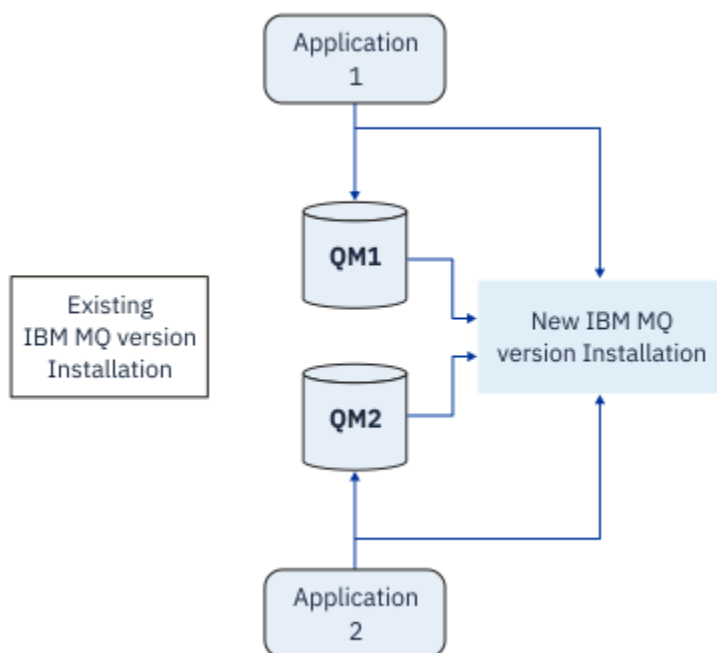 Application
1
QM1
Existing
IBM MQ version
Installation
New IBM MQ
version Installation
QM2
Application
2